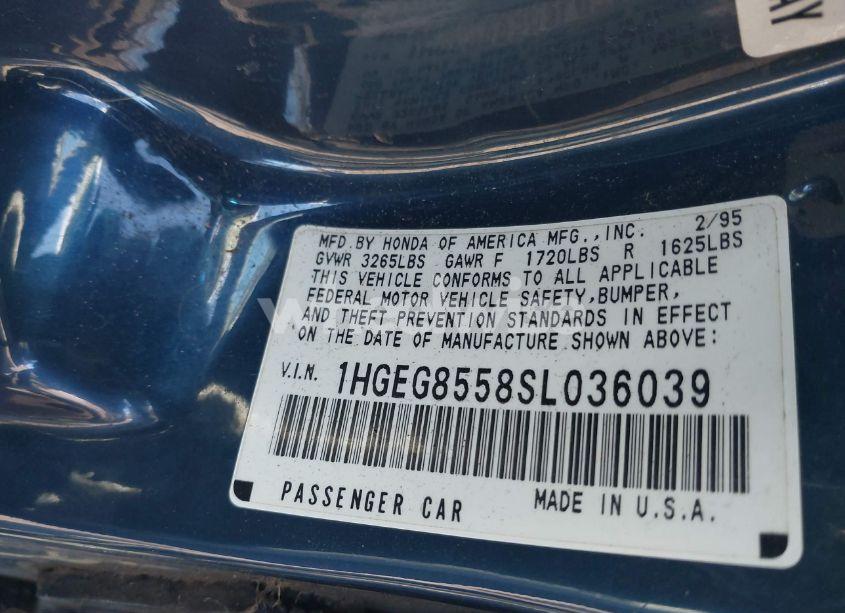 AY
MFD.BY HONDA OF AMERICA MFG.,INC. 2/95
GVWR 3265LBS GAWR F 1720LBS R 1625LBS
THIS VEHICLE CONFORMS TO ALL APPLICABLE
FEDERAL MOTOR VEHICLE SAFETY,BUMPER,
AND THEFT PREVENTION STANDARDS IN EFFECT
ON THE DATE OF MANUFACTURE SHOWN ABOVE:
V.I.N. 1HGEG8558SL036039
PASSENGER CAR MADE IN U.S.A.